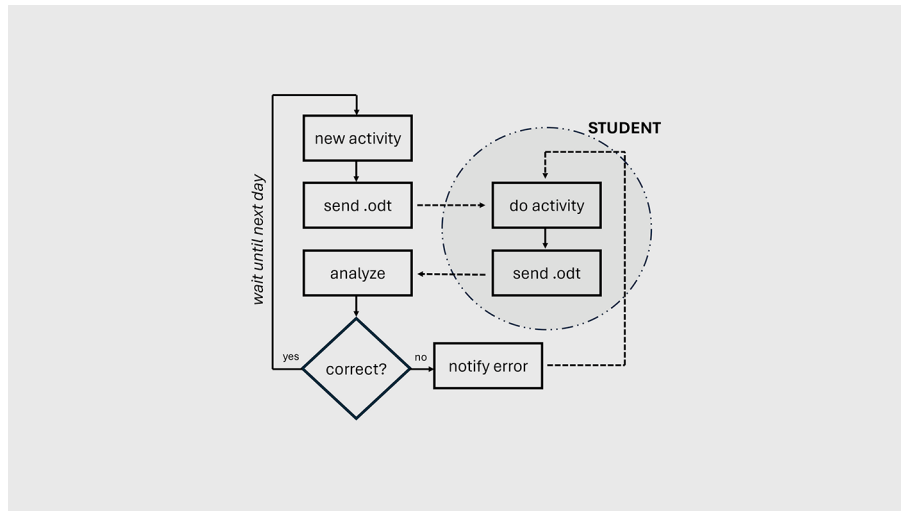 STUDENT
new activity
send .odt
do activity
wait until next day
analyze
send .odt
yes
correct?
no
notify error